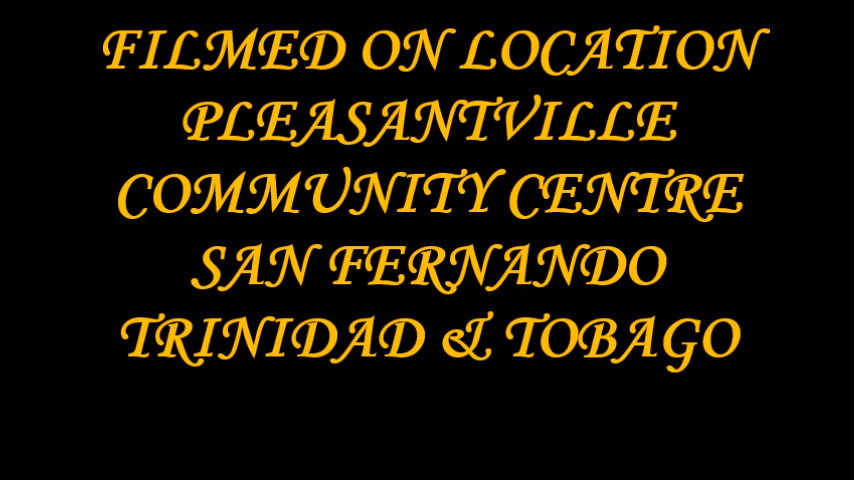 FILMED ON LOCATION
PLEASANTVILLE
COMMUNITY CENTRE
SAN FERNANDO
TRINIDAD & TOBAGO